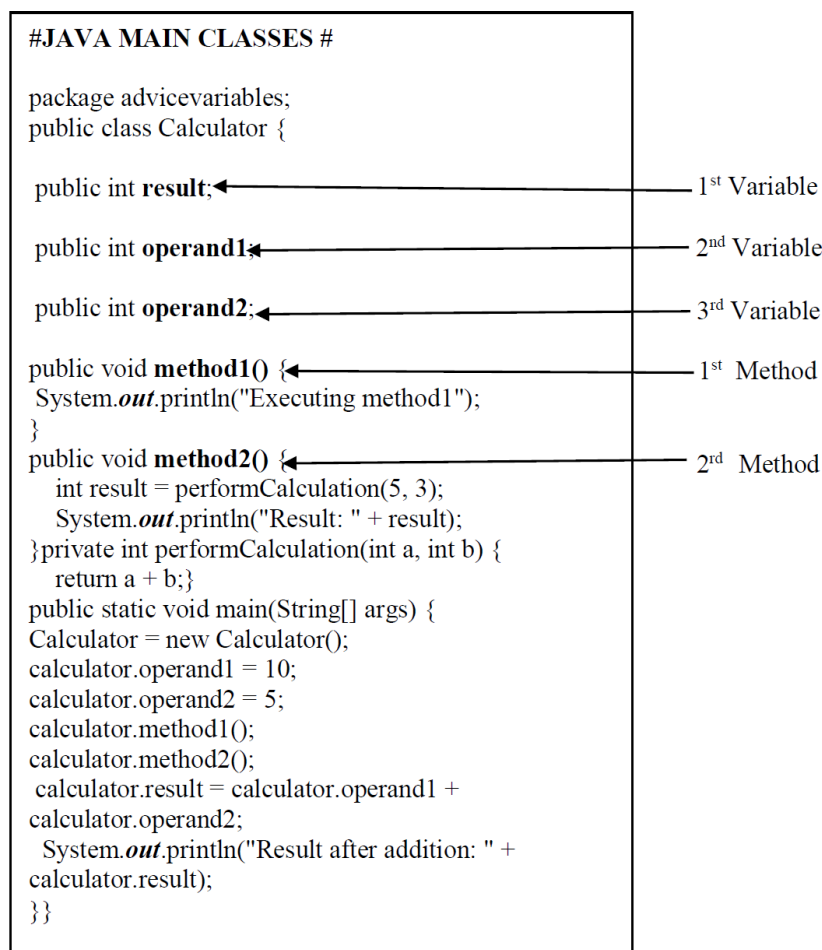 #JAVA MAIN CLASSES #
package advicevariables;
public class Calculator {
public int result; 1st Variable
public int operand1; 2nd Variable
public int operand2; 3rd Variable
public void method1() { 1st Method
System.out.println("Executing method1");
}
public void method2() { 2rd Method
int result = performCalculation(5, 3);
System.out.println("Result: " + result);
}private int performCalculation(int a, int b) {
return a + b;}
public static void main(String[] args) {
Calculator = new Calculator();
calculator.operand1 = 10;
calculator.operand2 = 5;
calculator.method1();
calculator.method2();
calculator.result = calculator.operand1 +
calculator.operand2;
System.out.println("Result after addition: " +
calculator.result);
}}